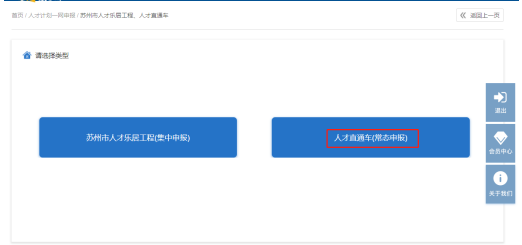 首页 / 人才计划一网申报 / 苏州市人才乐居工程、人才直通车
返回上一页
请选择类型
苏州市人才乐居工程(集中申报)
人才直通车(常态申报)
退出
会员中心
关于我们